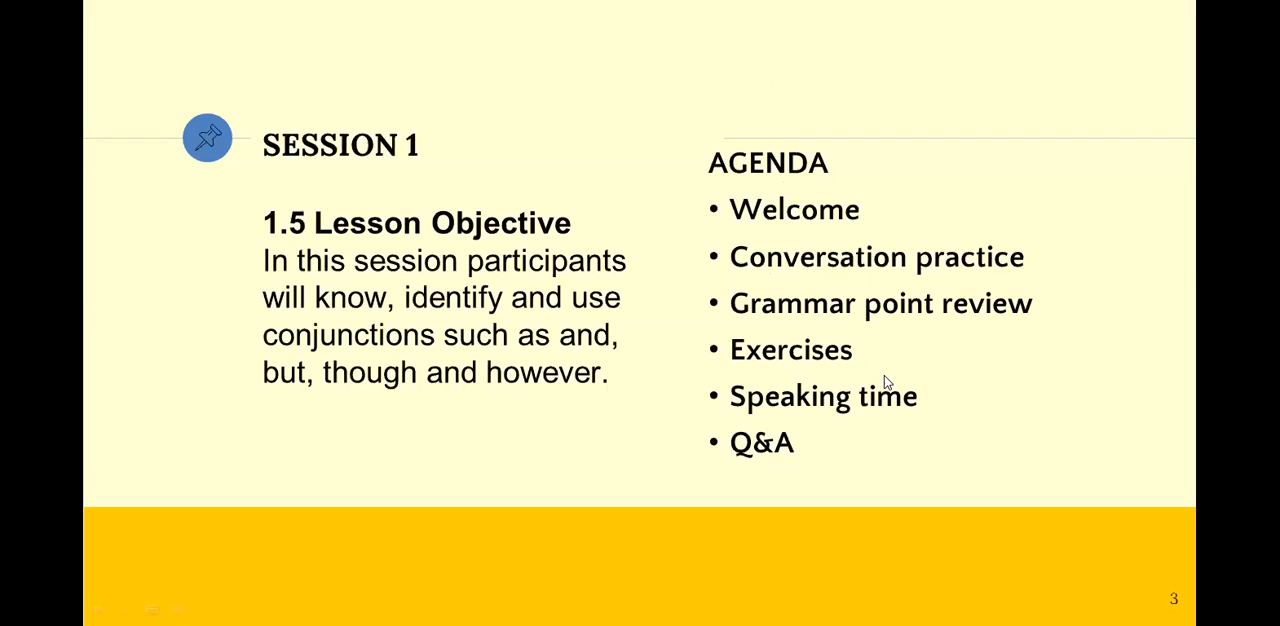 SESSION 1
1.5 Lesson Objective
In this session participants
will know, identify and use
conjunctions such as and,
but, though and however.
AGENDA
• Welcome
• Conversation practice
• Grammar point review
• Exercises
• Speaking time
• Q&A
3